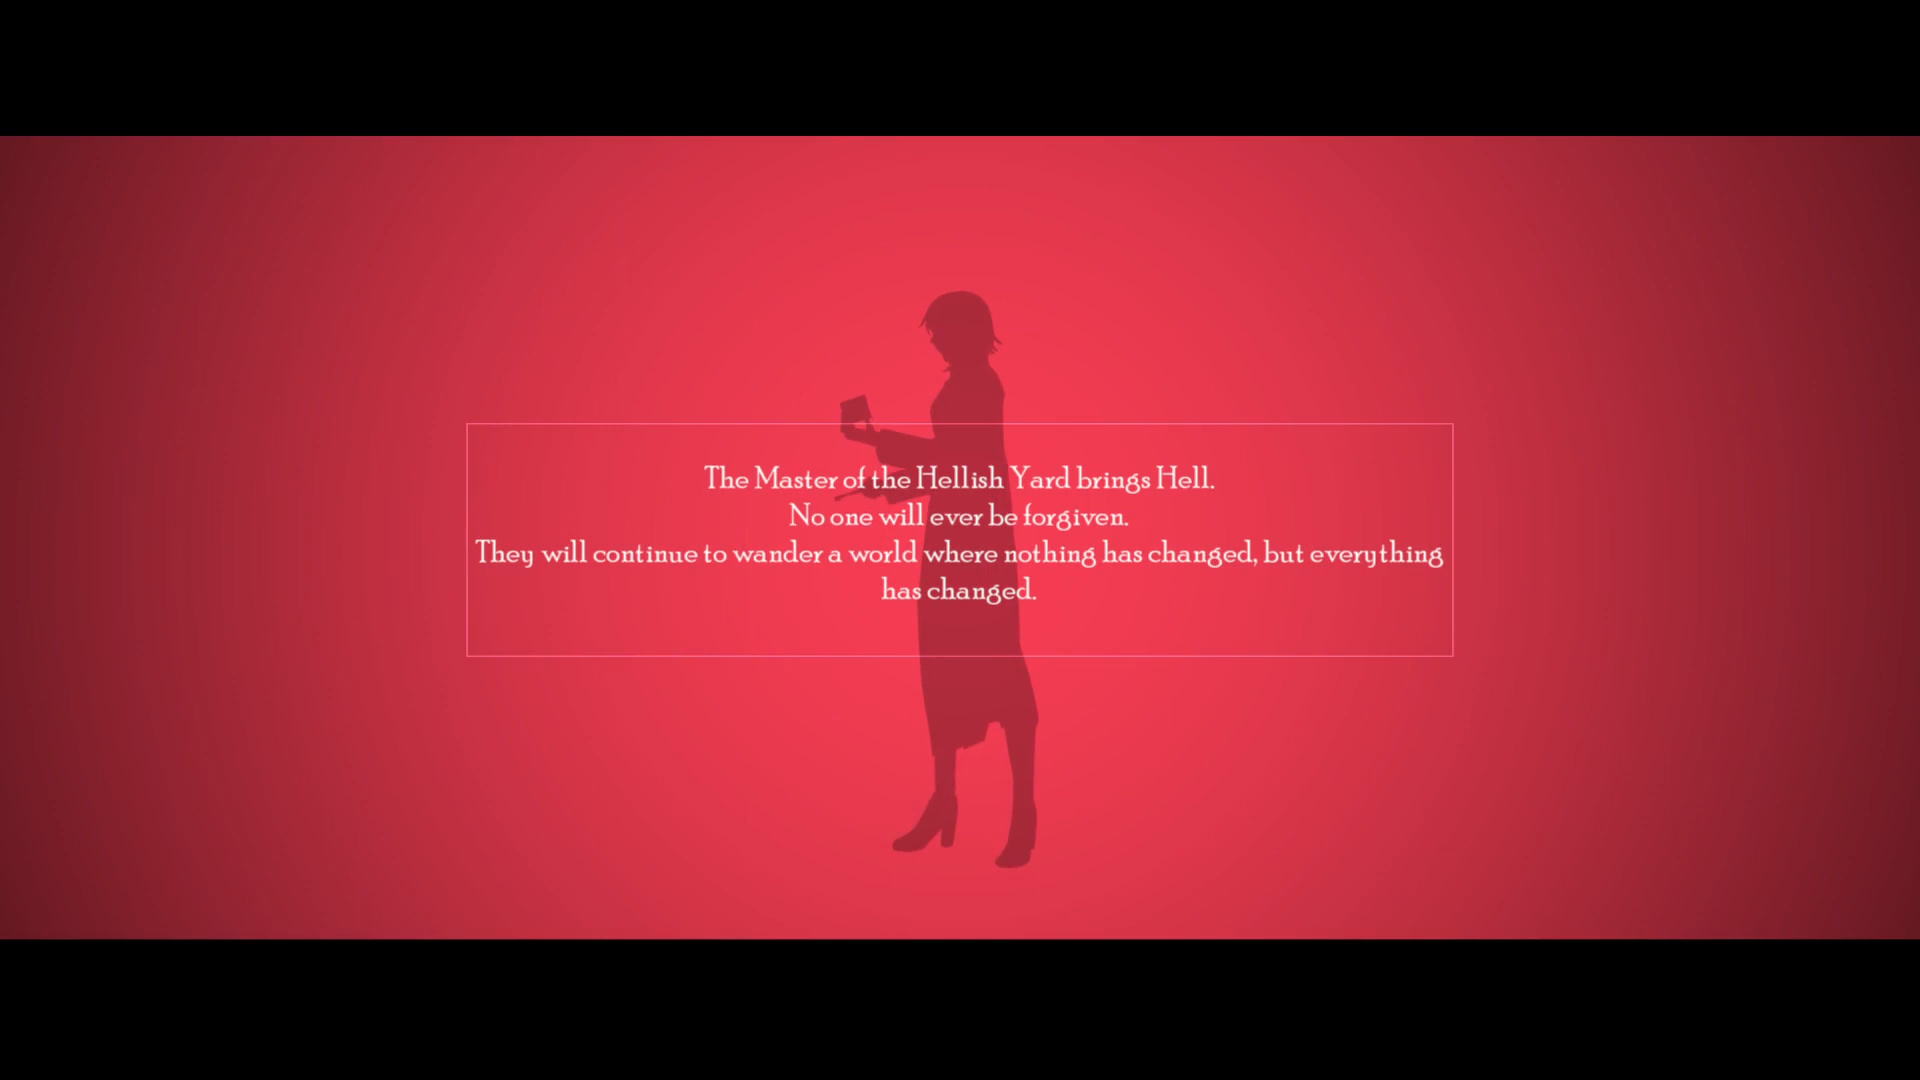 The Master of the Hellish Yard brings Hell.
No one will ever be forgiven.
They will continue to wander a world where nothing has changed, but everything
has changed.